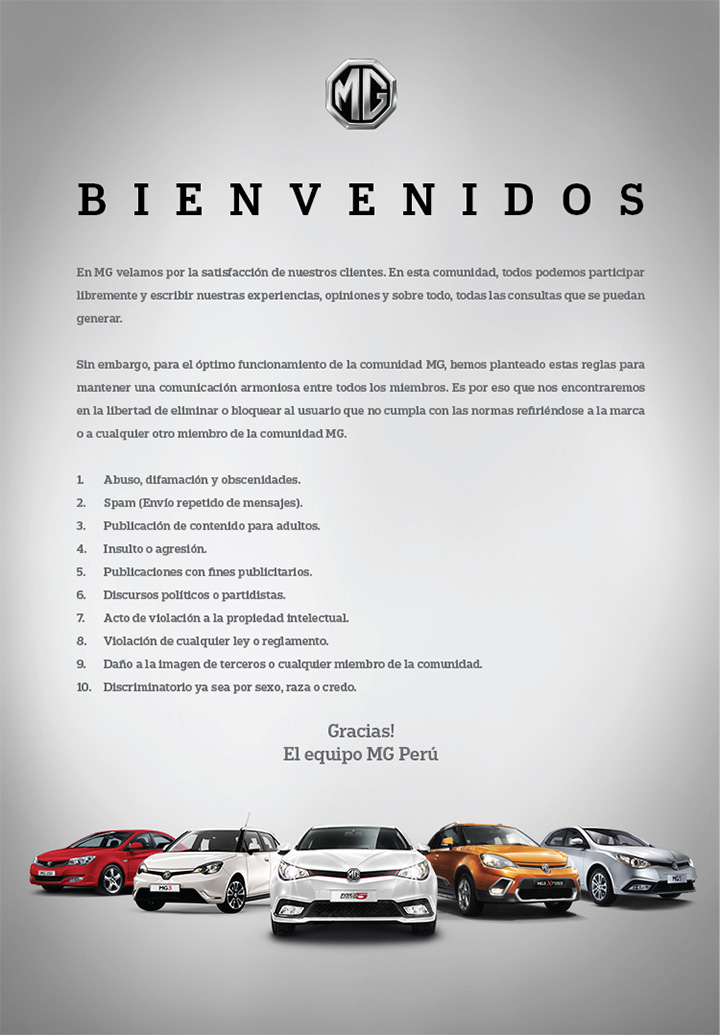 MG
BIENVENIDOS
En MG velamos por la satisfacción de nuestros clientes. En esta comunidad, todos podemos participar
libremente y escribir nuestras experiencias, opiniones y sobre todo, todas las consultas que se puedan
generar.
Sin embargo, para el óptimo funcionamiento de la comunidad MG, hemos planteado estas reglas para
mantener una comunicación armoniosa entre todos los miembros. Es por eso que nos encontraremos
en la libertad de eliminar o bloquear al usuario que no cumpla con las normas refiriéndose a la marca
o a cualquier otro miembro de la comunidad MG.
1. Abuso, difamación y obscenidades.
2. Spam (Envío repetido de mensajes).
3. Publicación de contenido para adultos.
4. Insulto o agresión.
5. Publicaciones con fines publicitarios.
6. Discursos políticos o partidistas.
7. Acto de violación a la propiedad intelectual.
8. Violación de cualquier ley o reglamento.
9. Daño a la imagen de terceros o cualquier miembro de la comunidad.
10. Discriminatorio ya sea por sexo, raza o credo.
Gracias!
El equipo MG Perú
MG3
MG
MG3 Xross
MG5